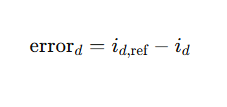 error_d = i_{d,ref} − i_d